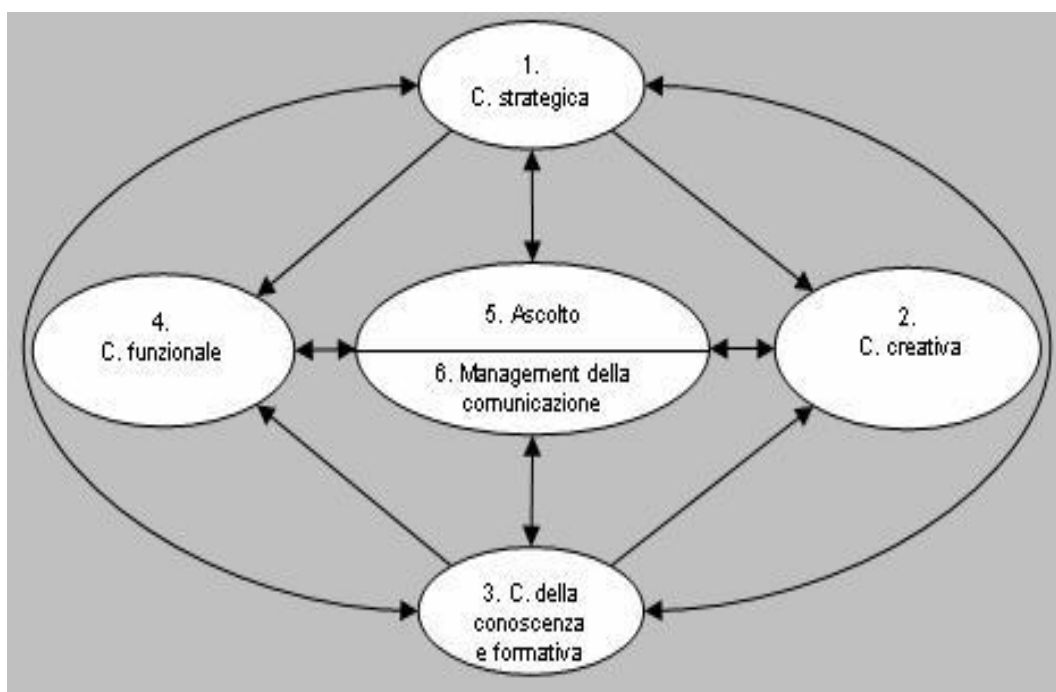 1.
C. strategica
4.
C. funzionale
5. Ascolto
2.
C. creativa
6. Management della
comunicazione
3. C. della
conoscenza
e formativa